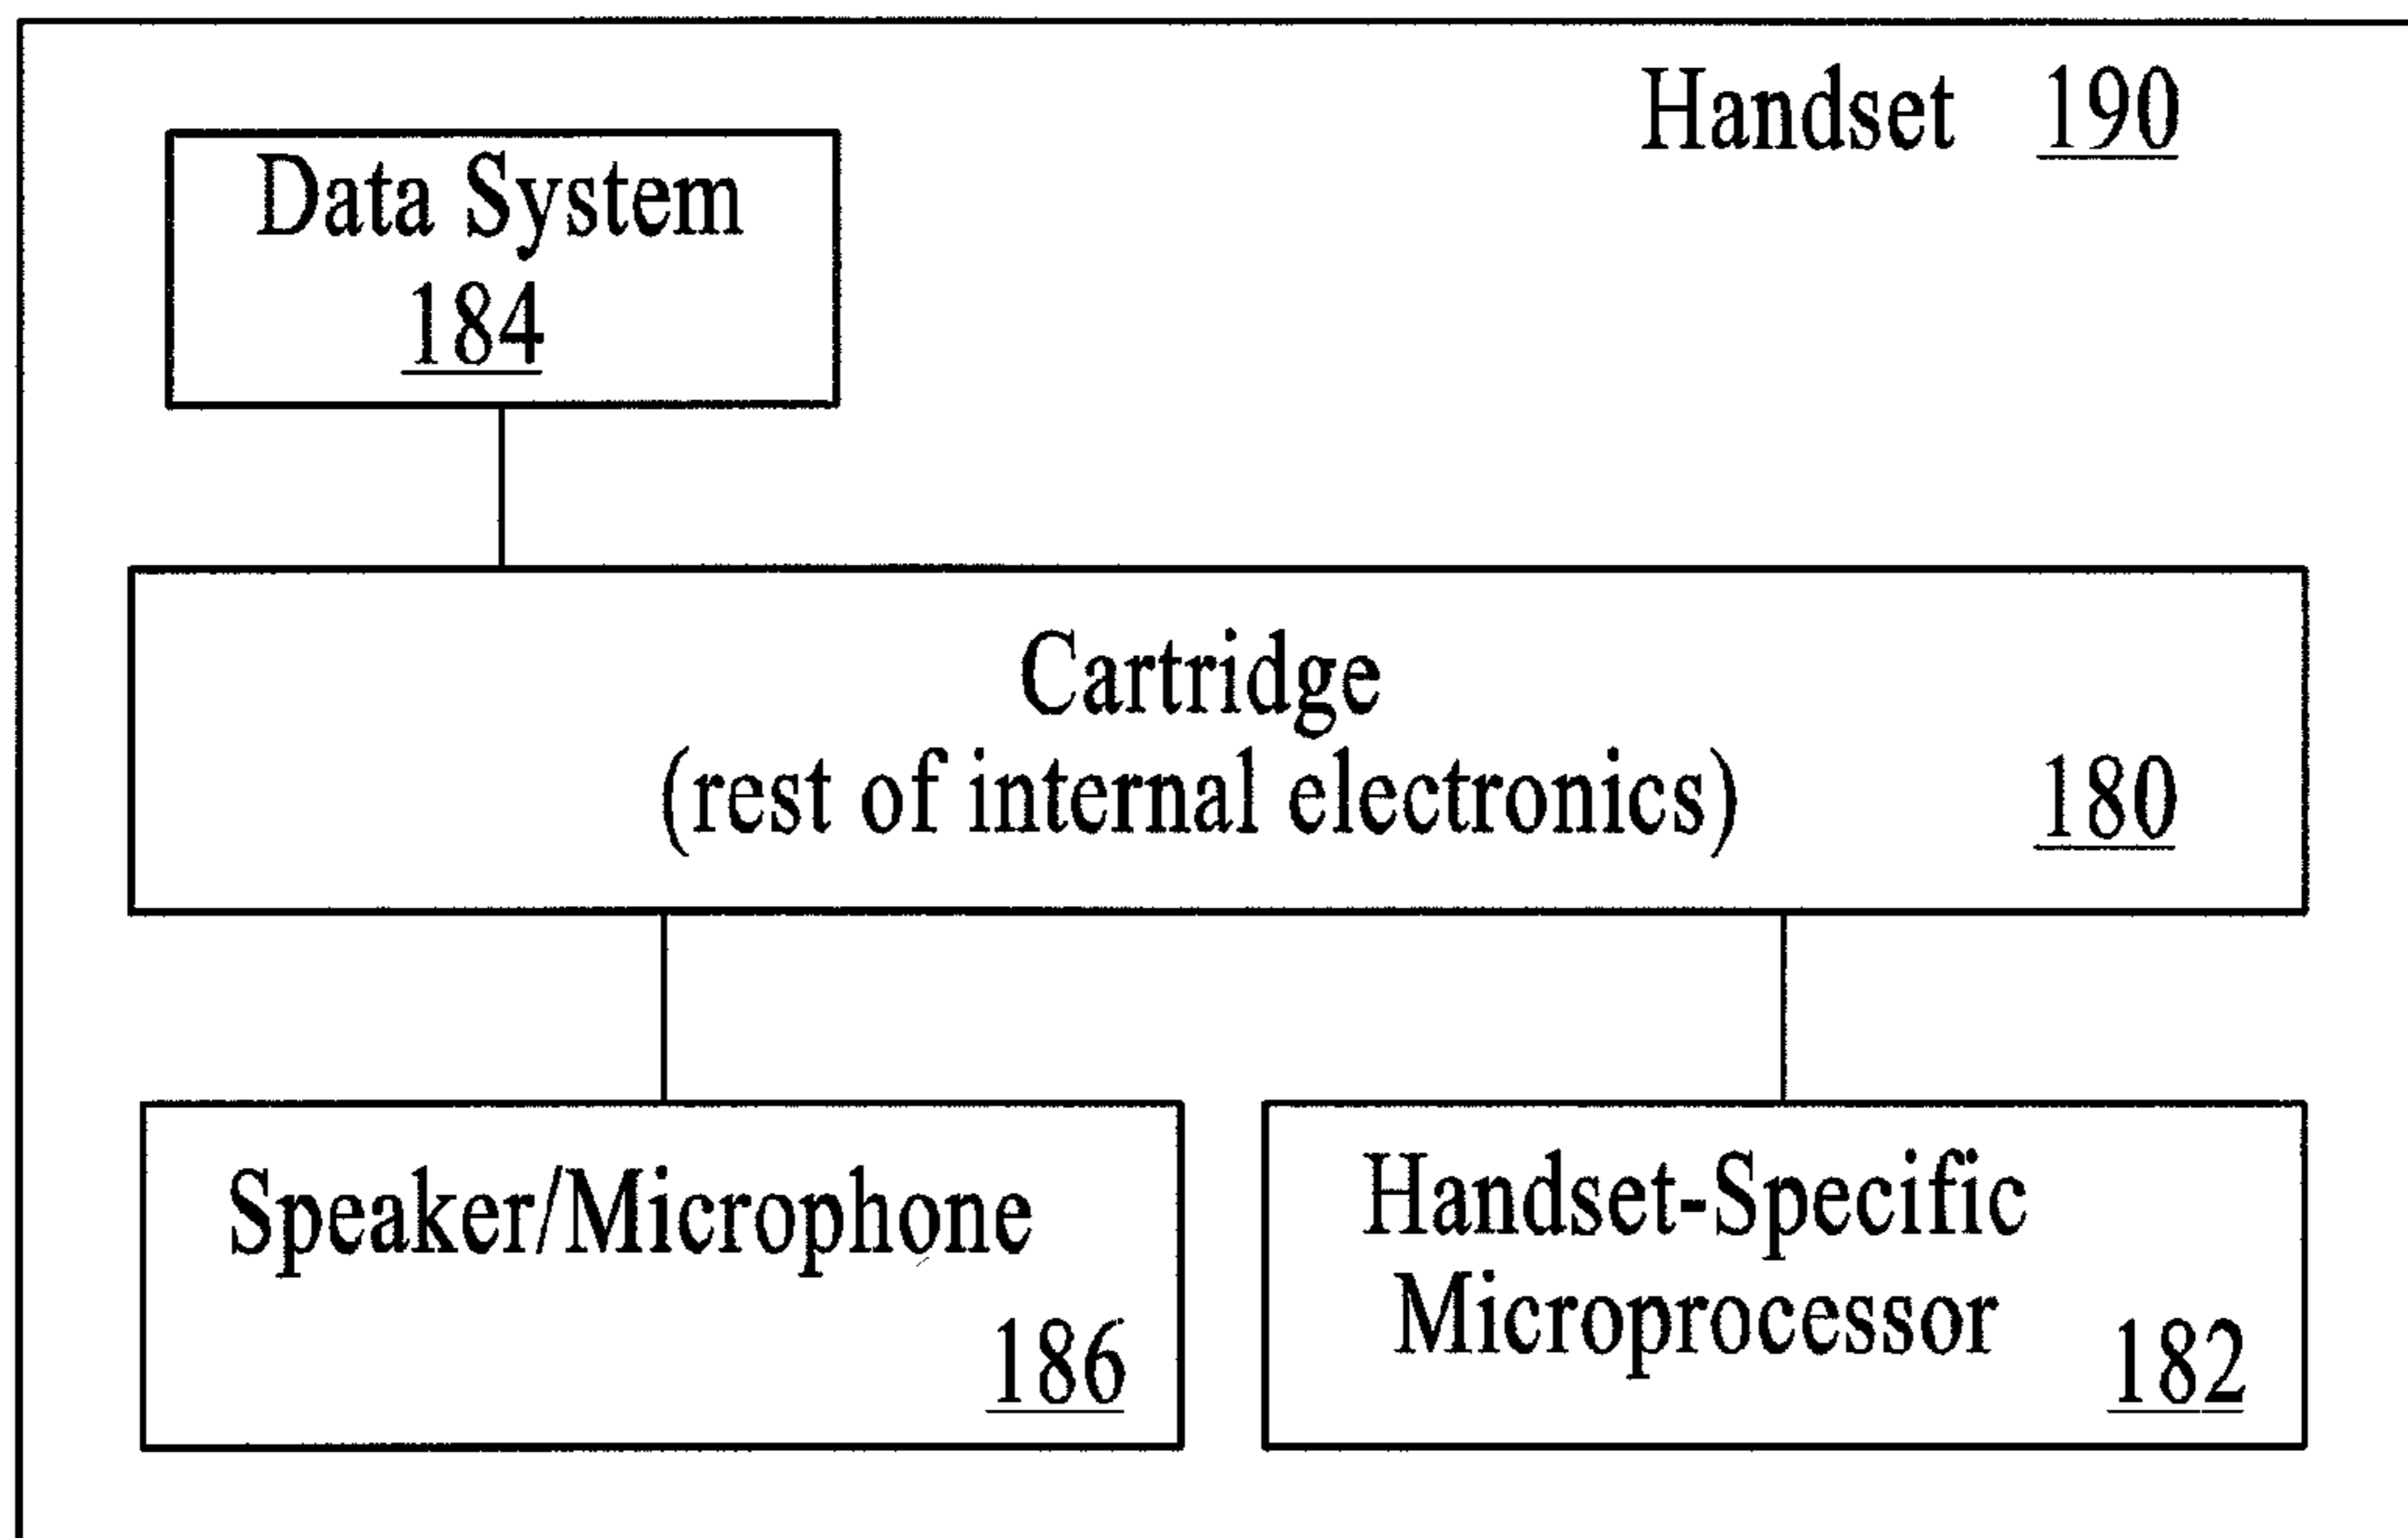 Handset 190
Data System
184
Cartridge
(rest of internal electronics) 180
Speaker/Microphone
186
Handset-Specific
Microprocessor 182